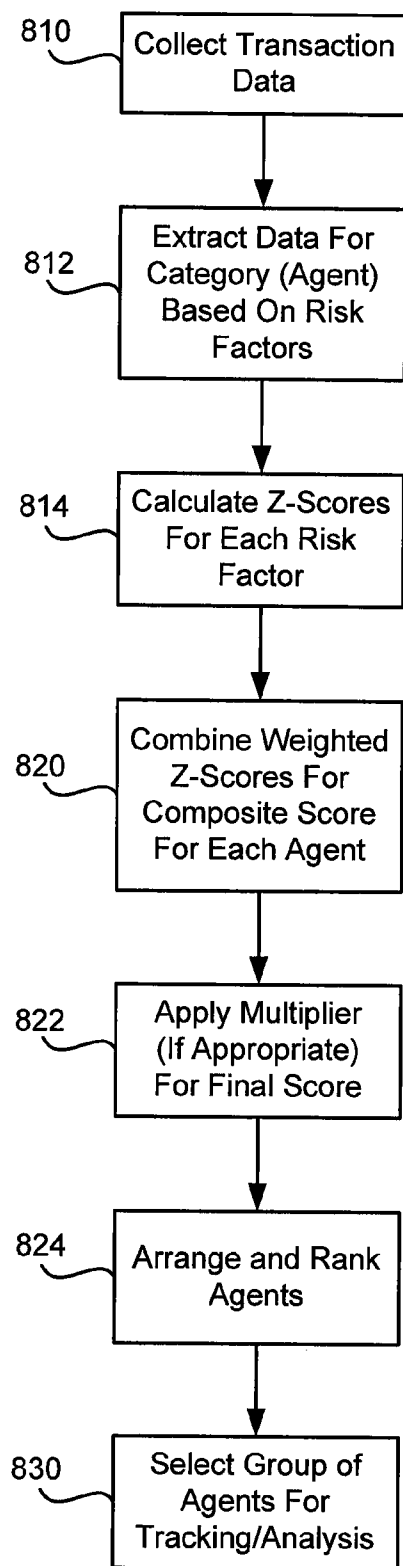 810
Collect Transaction
Data
812
Extract Data For
Category (Agent)
Based On Risk
Factors
814
Calculate Z-Scores
For Each Risk
Factor
820
Combine Weighted
Z-Scores For
Composite Score
For Each Agent
822
Apply Multiplier
(If Appropriate)
For Final Score
824
Arrange and Rank
Agents
830
Select Group of
Agents For
Tracking/Analysis